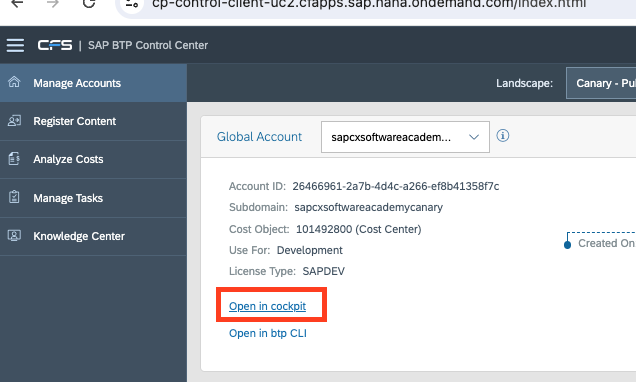 cp-control-client-uc2.cfapps.sap.hana.ondemand.com/index.html
CFS | SAP BTP Control Center
Manage Accounts
Landscape: Canary - Pu
Register Content
Global Account sapcxsoftwareacadem...
Analyze Costs
Account ID: 26466961-2a7b-4d4c-a266-ef8b41358f7c
Manage Tasks
Subdomain: sapcxsoftwareacademycanary
Cost Object: 101492800 (Cost Center)
Knowledge Center
Created On
Use For: Development
License Type: SAPDEV
Open in cockpit
Open in btp CLI